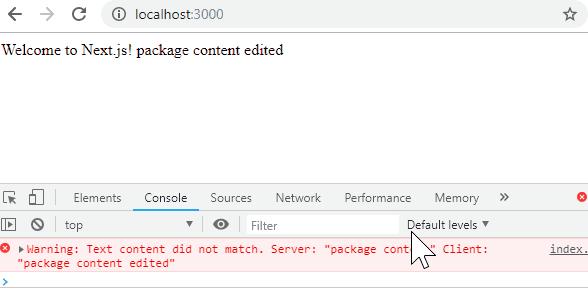 localhost:3000
Welcome to Next.js! package content edited
Elements Console Sources Network Performance Memory
top Filter Default levels
Warning: Text content did not match. Server: "package cont " Client: index.
"package content edited"